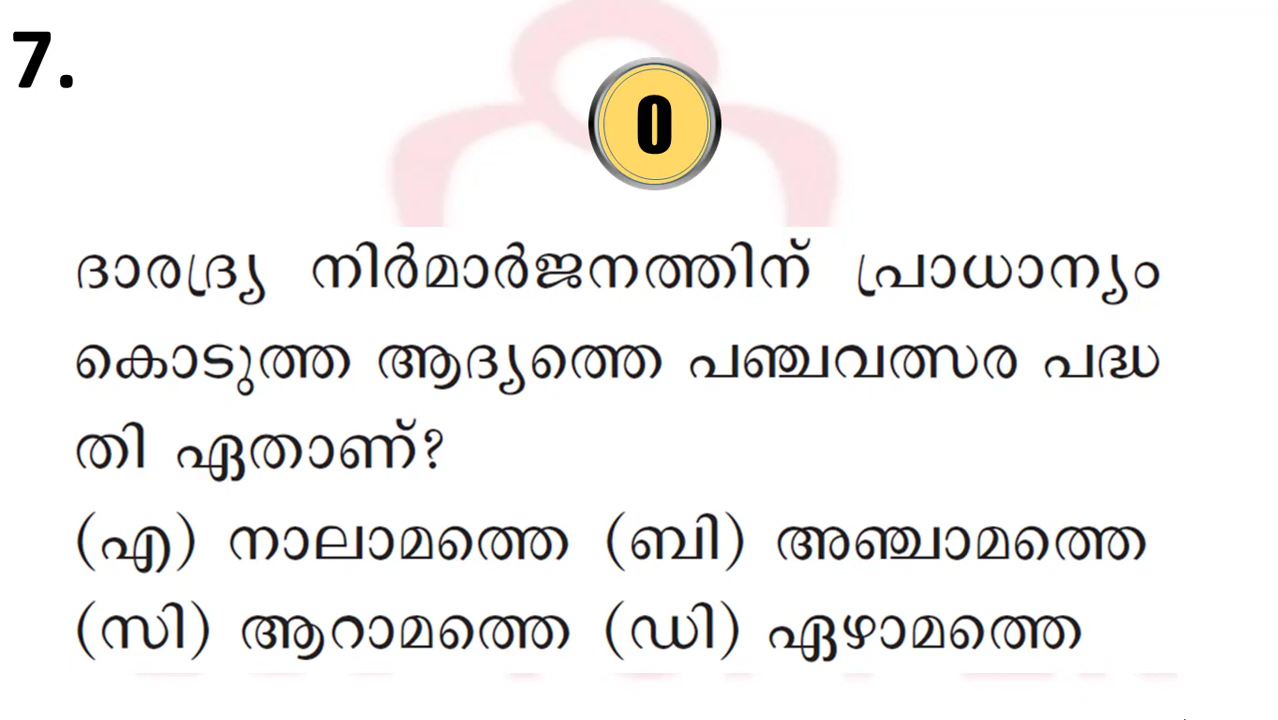 7.
0
ദാരദ്ര്യ നിർമാർജനത്തിന് പ്രാധാന്യം
കൊടുത്ത ആദ്യത്തെ പഞ്ചവത്സര പദ്ധ
തി ഏതാണ്?
(എ) നാലാമത്തെ (ബി) അഞ്ചാമത്തെ
(സി) ആറാമത്തെ (ഡി) ഏഴാമത്തെ